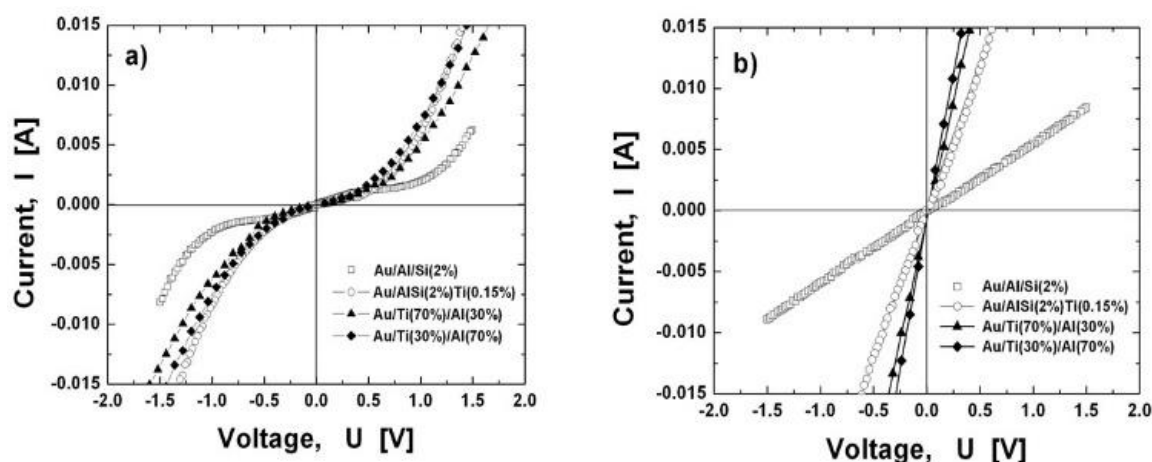 a)
Current, I [A]
0.015
0.010
0.005
0.000
-0.005
-0.010
-0.015
Au/Al/Si(2%)
Au/AlSi(2%)Ti(0.15%)
Au/Ti(70%)/Al(30%)
Au/Ti(30%)/Al(70%)
-2.0 -1.5 -1.0 -0.5 0.0 0.5 1.0 1.5 2.0
Voltage, U [V]
b)
Current, I [A]
0.015
0.010
0.005
0.000
-0.005
-0.010
-0.015
Au/Al/Si(2%)
Au/AlSi(2%)Ti(0.15%)
Au/Ti(70%)/Al(30%)
Au/Ti(30%)/Al(70%)
-2.0 -1.5 -1.0 -0.5 0.0 0.5 1.0 1.5 2.0
Voltage, U [V]